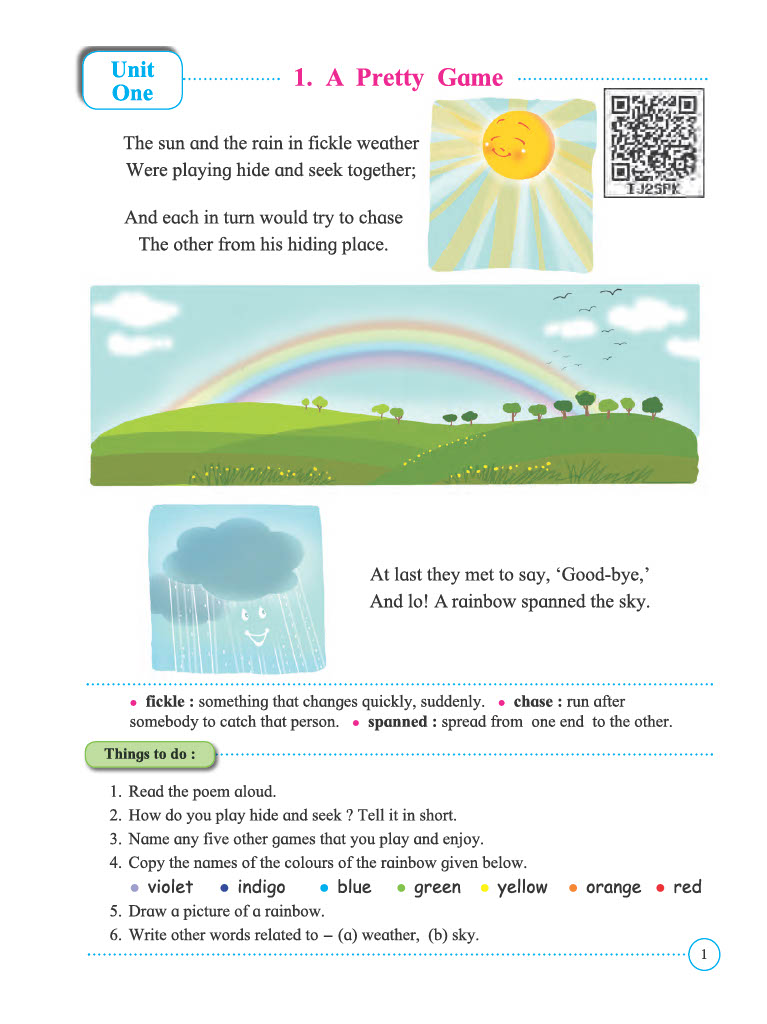 Unit
One
1. A Pretty Game
IJ2SPK
The sun and the rain in fickle weather
Were playing hide and seek together;
And each in turn would try to chase
The other from his hiding place.
At last they met to say, ‘Good-bye,’
And lo! A rainbow spanned the sky.
• fickle : something that changes quickly, suddenly. • chase : run after
somebody to catch that person. • spanned : spread from one end to the other.
Things to do :
1. Read the poem aloud.
2. How do you play hide and seek ? Tell it in short.
3. Name any five other games that you play and enjoy.
4. Copy the names of the colours of the rainbow given below.
• violet • indigo • blue • green • yellow • orange • red
5. Draw a picture of a rainbow.
6. Write other words related to – (a) weather, (b) sky.
1